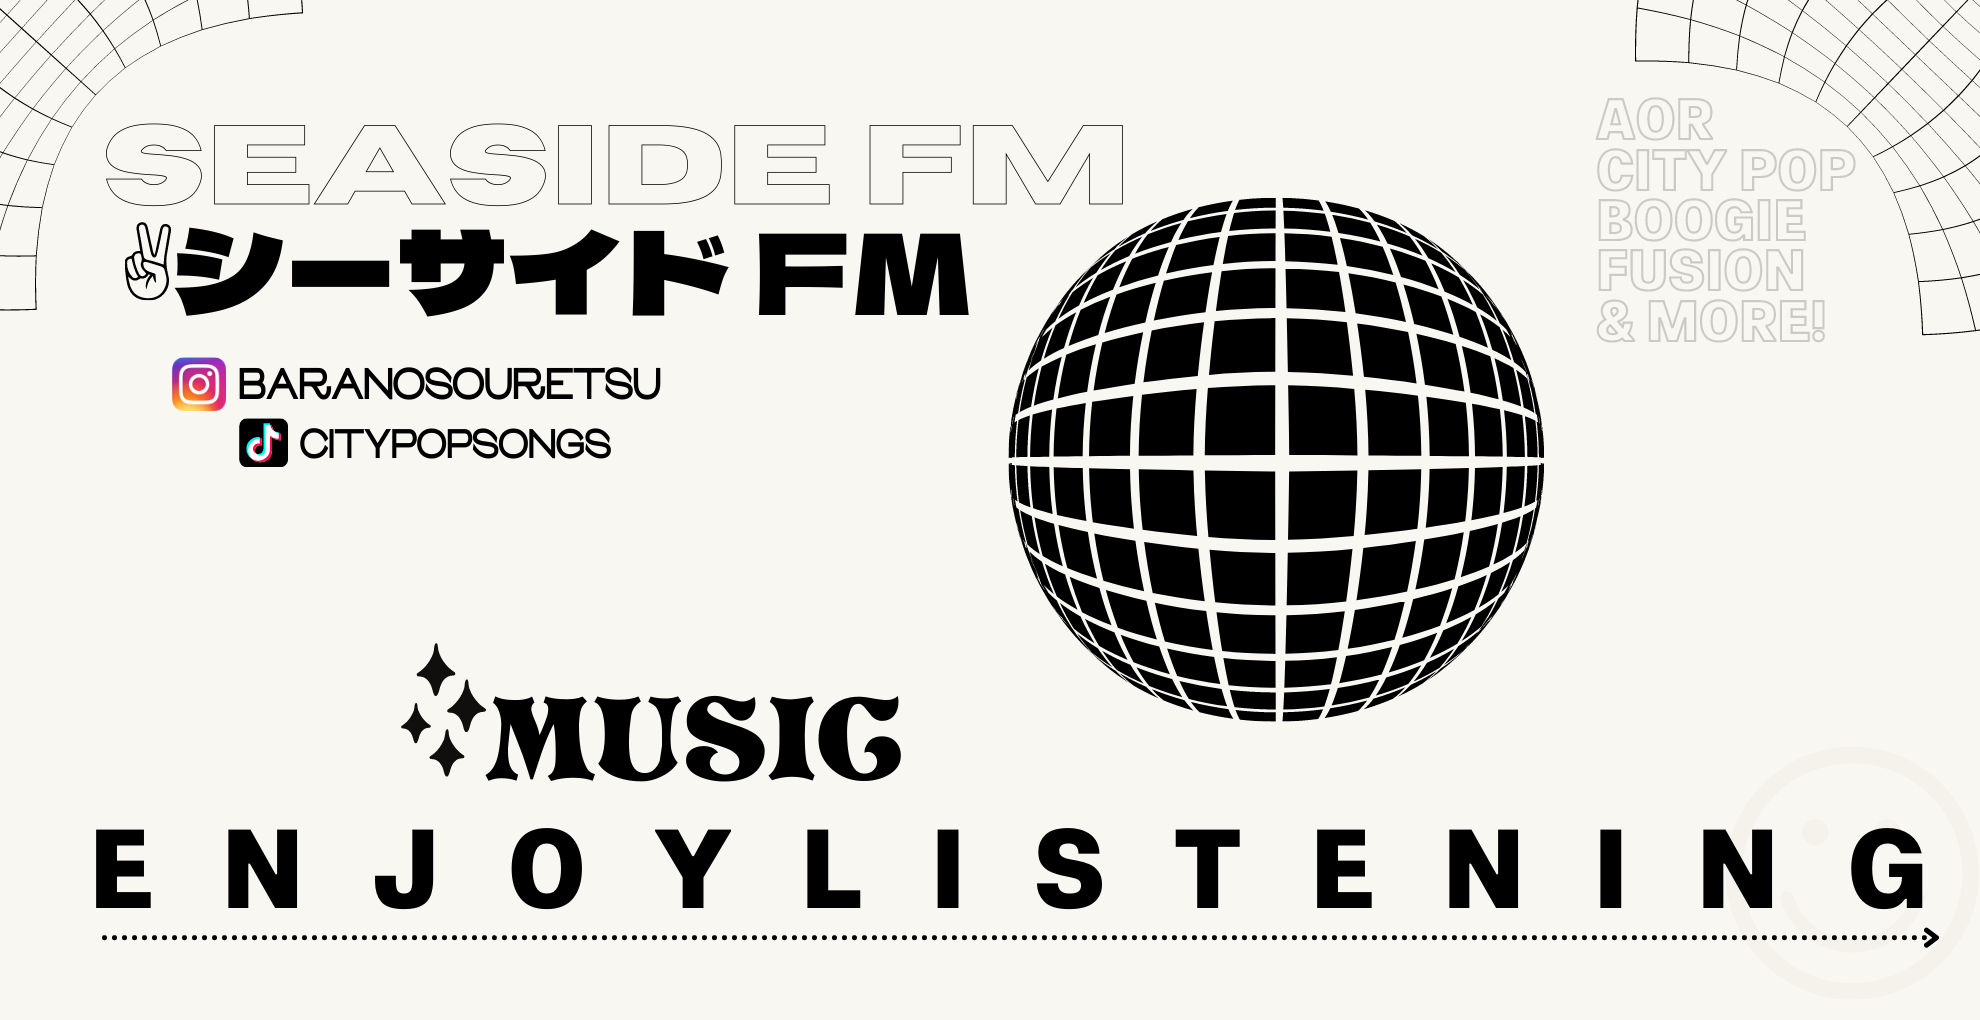 SEASIDE FM
シーサイド FM
BARANOSOURETSU
CITYPOPSONGS
AOR
CITY POP
BOOGIE
FUSION
& MORE!
MUSIC
ENJOYLISTENING